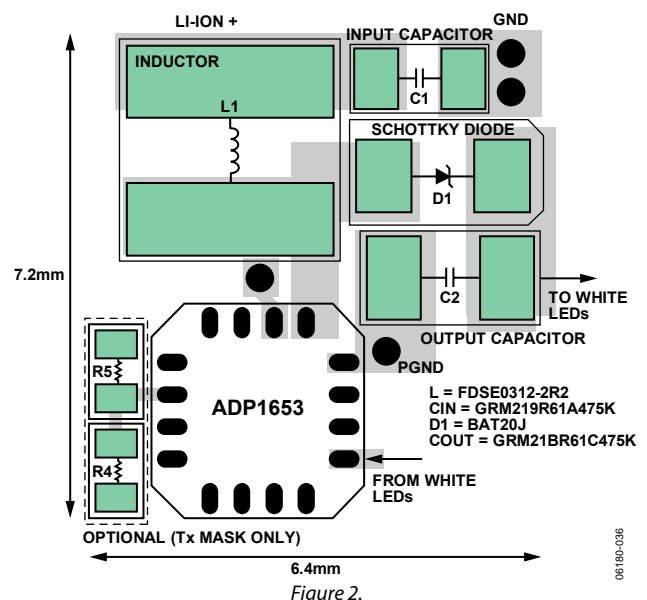 LI-ION +
INPUT CAPACITOR
GND
INDUCTOR
C1
L1
SCHOTTKY DIODE
D1
7.2mm
C2
TO WHITE
LEDs
OUTPUT CAPACITOR
PGND
R5
ADP1653
L = FDSE0312-2R2
CIN = GRM219R61A475K
D1 = BAT20J
COUT = GRM21BR61C475K
R4
FROM WHITE
LEDs
OPTIONAL (Tx MASK ONLY)
6.4mm
06180-036
Figure 2.